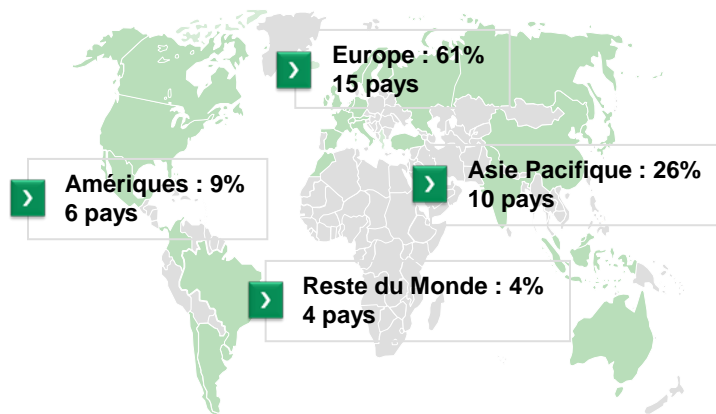 Europe : 61%
15 pays
Amériques : 9%
6 pays
Asie Pacifique : 26%
10 pays
Reste du Monde : 4%
4 pays